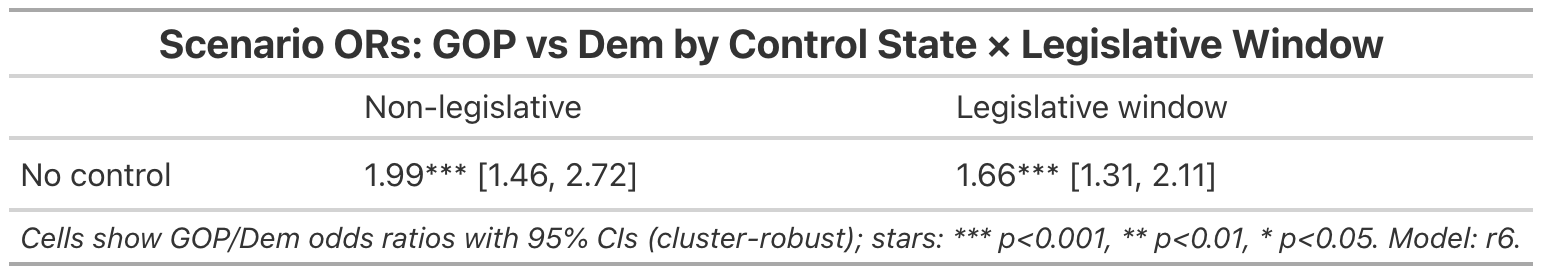 Scenario ORs: GOP vs Dem by Control State × Legislative Window
Non-legislative Legislative window
No control 1.99*** [1.46, 2.72] 1.66*** [1.31, 2.11]
Cells show GOP/Dem odds ratios with 95% CIs (cluster-robust); stars: *** p<0.001, ** p<0.01, * p<0.05. Model: r6.